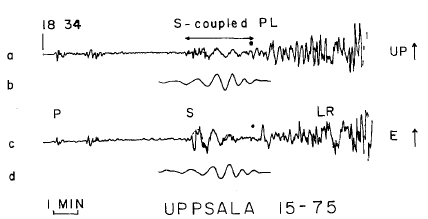 S-coupled PL
18 34
a
UP ↑
b
P
S
LR
c
E ↑
d
1 MIN
UPPSALA 15-75